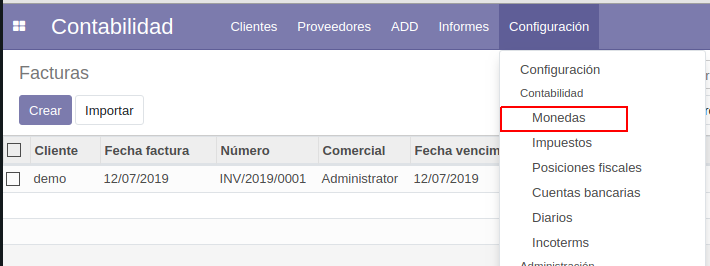 Contabilidad Clientes Proveedores ADD Informes Configuración
Facturas
Configuración
Crear Importar
Contabilidad
Monedas
Impuestos
Posiciones fiscales
Cuentas bancarias
Diarios
Incoterms
Cliente Fecha factura Número Comercial Fecha vencim
demo 12/07/2019 INV/2019/0001 Administrator 12/07/2019